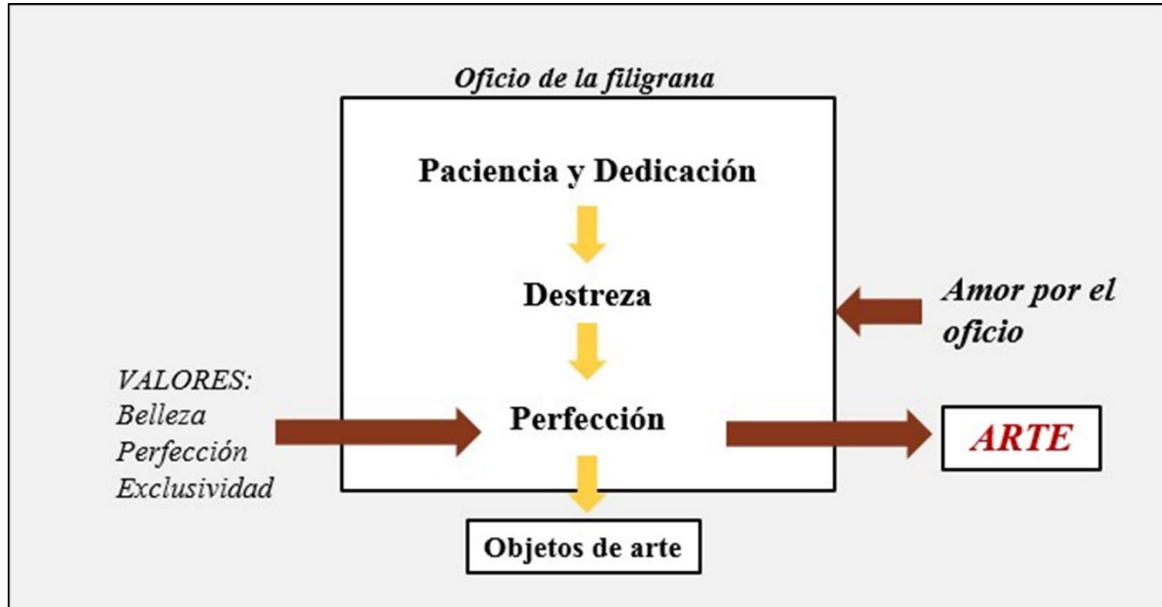 Oficio de la filigrana
Paciencia y Dedicación
Destreza
Amor por el
oficio
VALORES:
Belleza
Perfección
Exclusividad
Perfección
ARTE
Objetos de arte